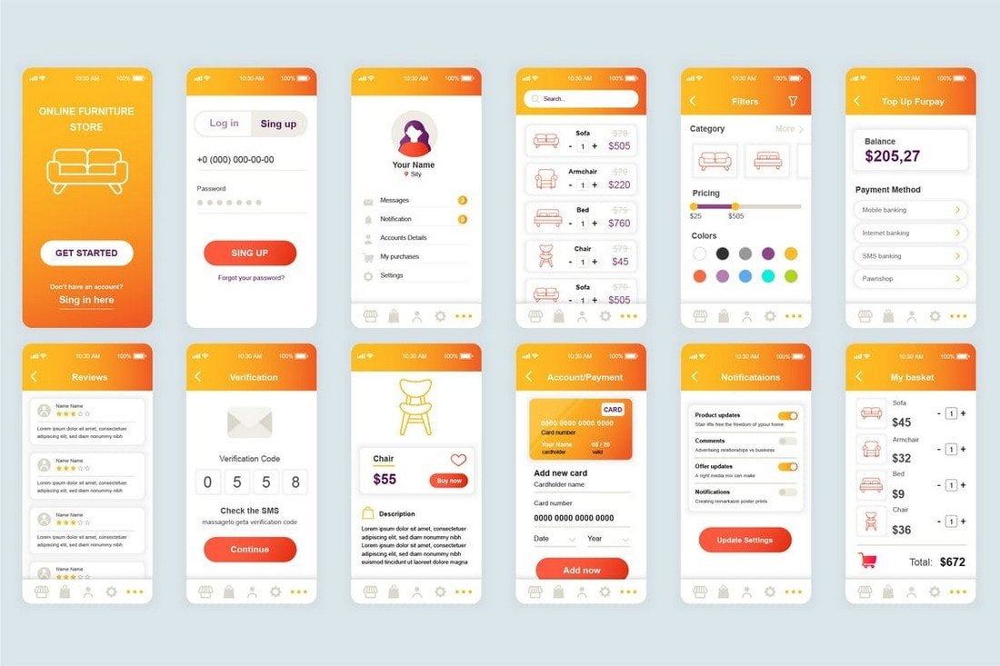 10:30 AM 100%
ONLINE FURNITURE
STORE
GET STARTED
Don't have an account?
Sing in here
10:30 AM 100%
Log in Sing up
+0 (000) 000-00-00
Password
SING UP
Forgot your password?
10:30 AM 100%
Your Name
Sity
Messages 3
Notification
Accounts Details
My purchases
Settings
10:30 AM 100%
Search...
Sofa $79
- 1 + $505
Armchair $79
- 1 + $220
Bed $79
- 1 + $760
Chair $79
- 1 + $45
Sofa $79
- 1 + $505
10:30 AM 100%
Filters
Category More
Pricing
$25 $505
Colors
10:30 AM 100%
Top Up Furpay
Balance
$205,27
Payment Method
Mobile banking
Internet banking
SMS banking
Pawnshop
10:30 AM 100%
Reviews
Name Name
Lorem ipsum dolor sit amet, consectetuer
adipiscing elit, sed diam nonummy nibh
Name Name
Lorem ipsum dolor sit amet, consectetuer
adipiscing elit, sed diam nonummy nibh
Name Name
Lorem ipsum dolor sit amet, consectetuer
adipiscing elit, sed diam nonummy nibh
Name Name
10:30 AM 100%
Verification
Verification Code
0 5 5 8
Check the SMS
massageto geta verification code
Continue
10:30 AM 100%
Chair
$55
Buy now
Description
Lorem ipsum dolor sit amet, consectetuer
adipiscing elit, sed diam nonummy nibh
Lorem ipsum dolor sit amet, consectetuer
adipiscing elit, sed diam nonummy nibh
euismod tincidunt ut laoreet dolore magna
10:30 AM 100%
Account/Payment
CARD
0000 0000 0000 0000
Card number
Your Name 05 / 20
cardholder valid
Add new card
Cardholder name
Card number
0000 0000 0000 0000
Date Year
Add now
10:30 AM 100%
Notificataions
Product updates
Stair lifts free the freedom of ypour home
Comments
Advertising relationships vs business
Offer updates
A right media mix can make
Notifications
Creating remarkable poster prints
Update Settings
10:30 AM 100%
My basket
Sofa
$45 - 1 +
Armchair
$32 - 1 +
Bed
$9 - 1 +
Chair
$36 - 1 +
Total: $672